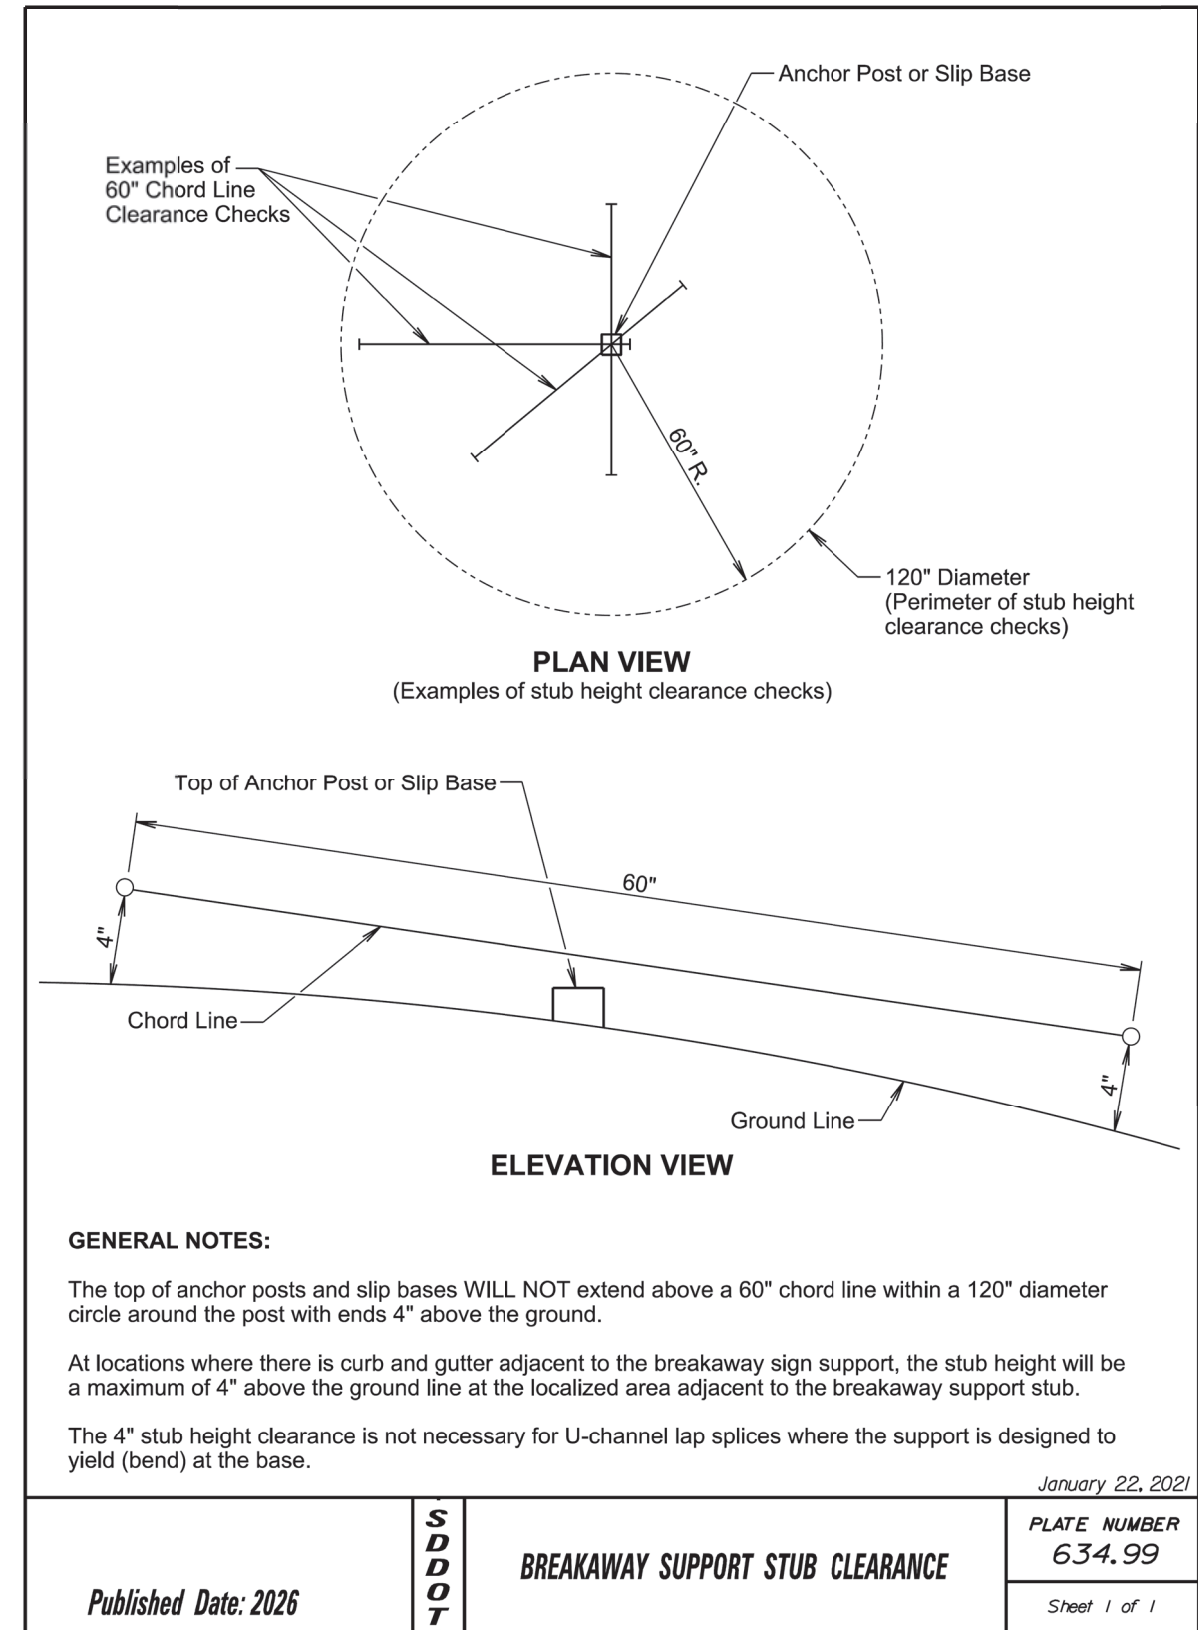 Anchor Post or Slip Base
Examples of
60" Chord Line
Clearance Checks
60" R.
120" Diameter
(Perimeter of stub height
clearance checks)
PLAN VIEW
(Examples of stub height clearance checks)
Top of Anchor Post or Slip Base
60"
4"
Chord Line
4"
Ground Line
ELEVATION VIEW
GENERAL NOTES:
The top of anchor posts and slip bases WILL NOT extend above a 60" chord line within a 120" diameter
circle around the post with ends 4" above the ground.
At locations where there is curb and gutter adjacent to the breakaway sign support, the stub height will be
a maximum of 4" above the ground line at the localized area adjacent to the breakaway support stub.
The 4" stub height clearance is not necessary for U-channel lap splices where the support is designed to
yield (bend) at the base.
January 22, 2021
Published Date: 2026
S
D
D
O
T
BREAKAWAY SUPPORT STUB CLEARANCE
PLATE NUMBER
634.99
Sheet 1 of 1